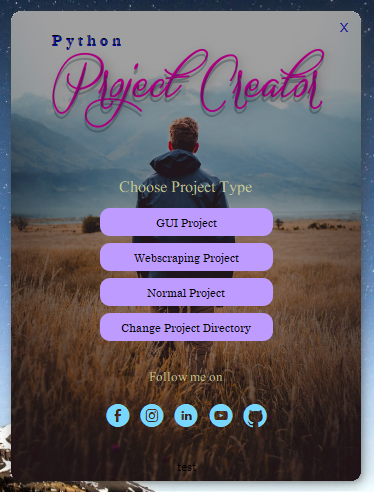 X
Python
Project Creator
Choose Project Type
GUI Project
Webscraping Project
Normal Project
Change Project Directory
Follow me on
test